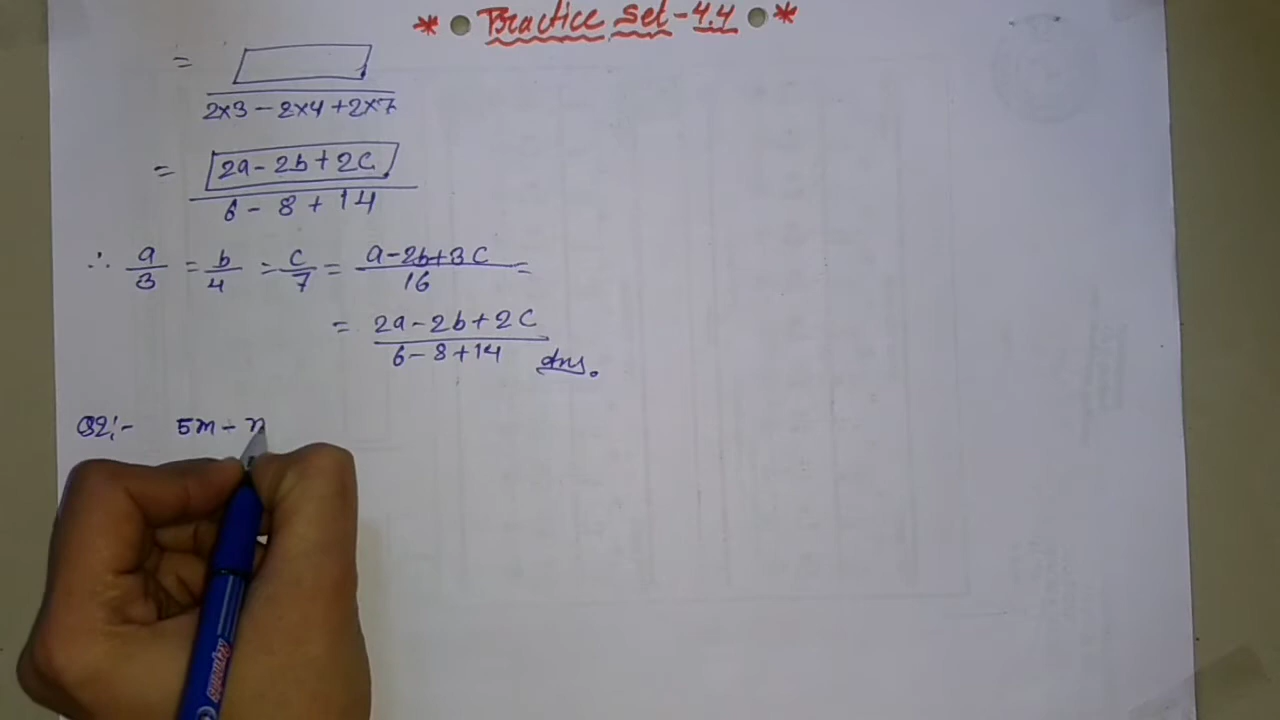 * Practice Set - 4.4 *
=
2×3 - 2×4 + 2×7
= 2a - 2b + 2c
6 - 8 + 14
∴ a/3 = b/4 = c/7 = a - 2b + 3c / 16 =
= 2a - 2b + 2c
6 - 8 + 14 Ans.
Q2:- 5m - n